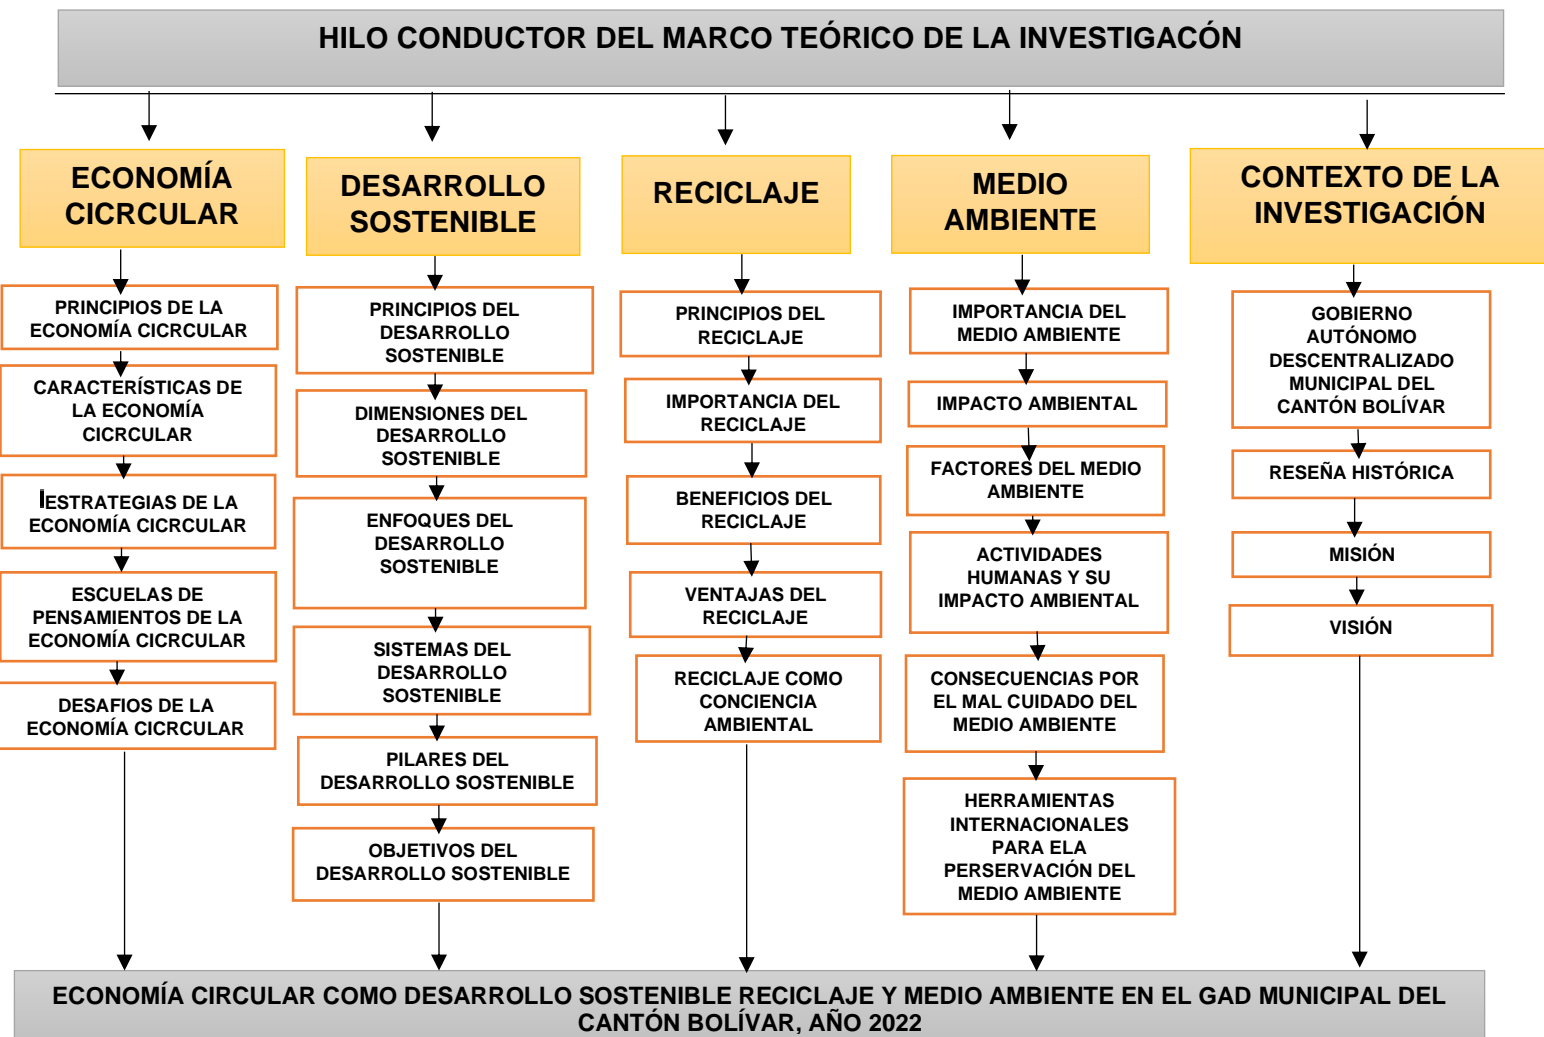 HILO CONDUCTOR DEL MARCO TEÓRICO DE LA INVESTIGACÓN
ECONOMÍA
CICRCULAR
PRINCIPIOS DE LA
ECONOMÍA CICRCULAR
CARACTERÍSTICAS DE
LA ECONOMÍA
CICRCULAR
IESTRATEGIAS DE LA
ECONOMÍA CICRCULAR
ESCUELAS DE
PENSAMIENTOS DE LA
ECONOMÍA CICRCULAR
DESAFIOS DE LA
ECONOMÍA CICRCULAR
DESARROLLO
SOSTENIBLE
PRINCIPIOS DEL
DESARROLLO
SOSTENIBLE
DIMENSIONES DEL
DESARROLLO
SOSTENIBLE
ENFOQUES DEL
DESARROLLO
SOSTENIBLE
SISTEMAS DEL
DESARROLLO
SOSTENIBLE
PILARES DEL
DESARROLLO SOSTENIBLE
OBJETIVOS DEL
DESARROLLO SOSTENIBLE
RECICLAJE
PRINCIPIOS DEL
RECICLAJE
IMPORTANCIA DEL
RECICLAJE
BENEFICIOS DEL
RECICLAJE
VENTAJAS DEL
RECICLAJE
RECICLAJE COMO
CONCIENCIA
AMBIENTAL
MEDIO
AMBIENTE
IMPORTANCIA DEL
MEDIO AMBIENTE
IMPACTO AMBIENTAL
FACTORES DEL MEDIO
AMBIENTE
ACTIVIDADES
HUMANAS Y SU
IMPACTO AMBIENTAL
CONSECUENCIAS POR
EL MAL CUIDADO DEL
MEDIO AMBIENTE
HERRAMIENTAS
INTERNACIONALES
PARA ELA
PERSERVACIÓN DEL
MEDIO AMBIENTE
CONTEXTO DE LA
INVESTIGACIÓN
GOBIERNO
AUTÓNOMO
DESCENTRALIZADO
MUNICIPAL DEL
CANTÓN BOLÍVAR
RESEÑA HISTÓRICA
MISIÓN
VISIÓN
ECONOMÍA CIRCULAR COMO DESARROLLO SOSTENIBLE RECICLAJE Y MEDIO AMBIENTE EN EL GAD MUNICIPAL DEL
CANTÓN BOLÍVAR, AÑO 2022